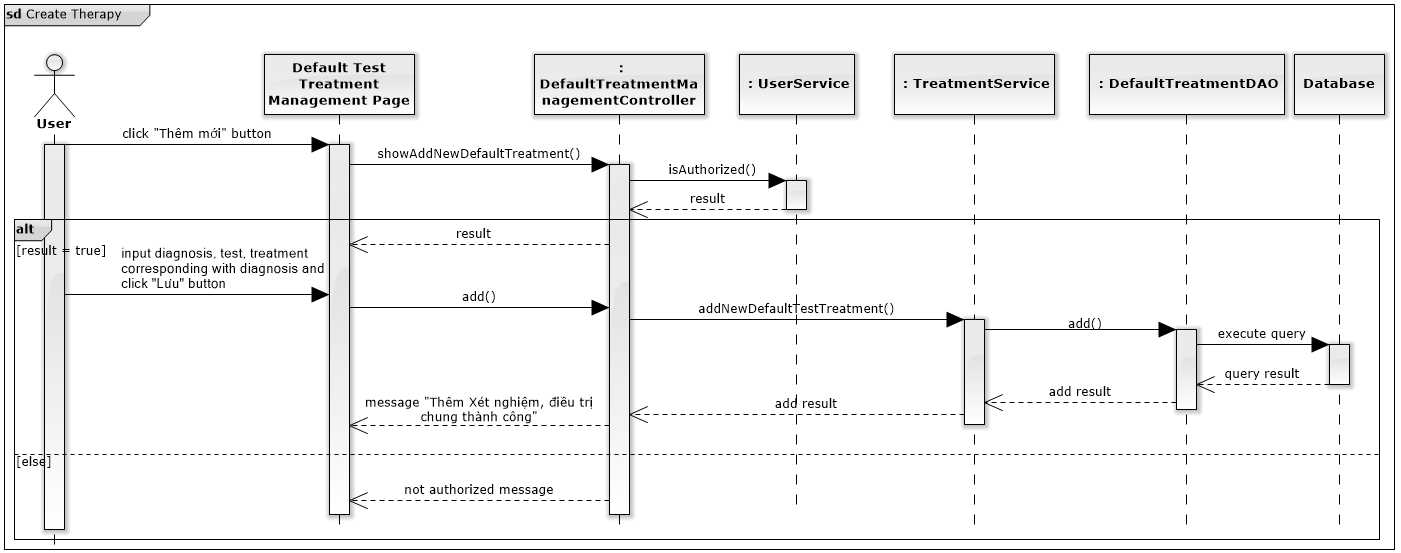 sd Create Therapy
User
Default Test
Treatment
Management Page
:
DefaultTreatmentMa
nagementController
: UserService
: TreatmentService
: DefaultTreatmentDAO
Database
click "Thêm mới" button
showAddNewDefaultTreatment()
isAuthorized()
result
alt
result
[result = true]
input diagnosis, test, treatment
corresponding with diagnosis and
click "Lưu" button
add()
addNewDefaultTestTreatment()
add()
execute query
query result
add result
add result
message "Thêm Xét nghiệm, điều trị
chung thành công"
[else]
not authorized message